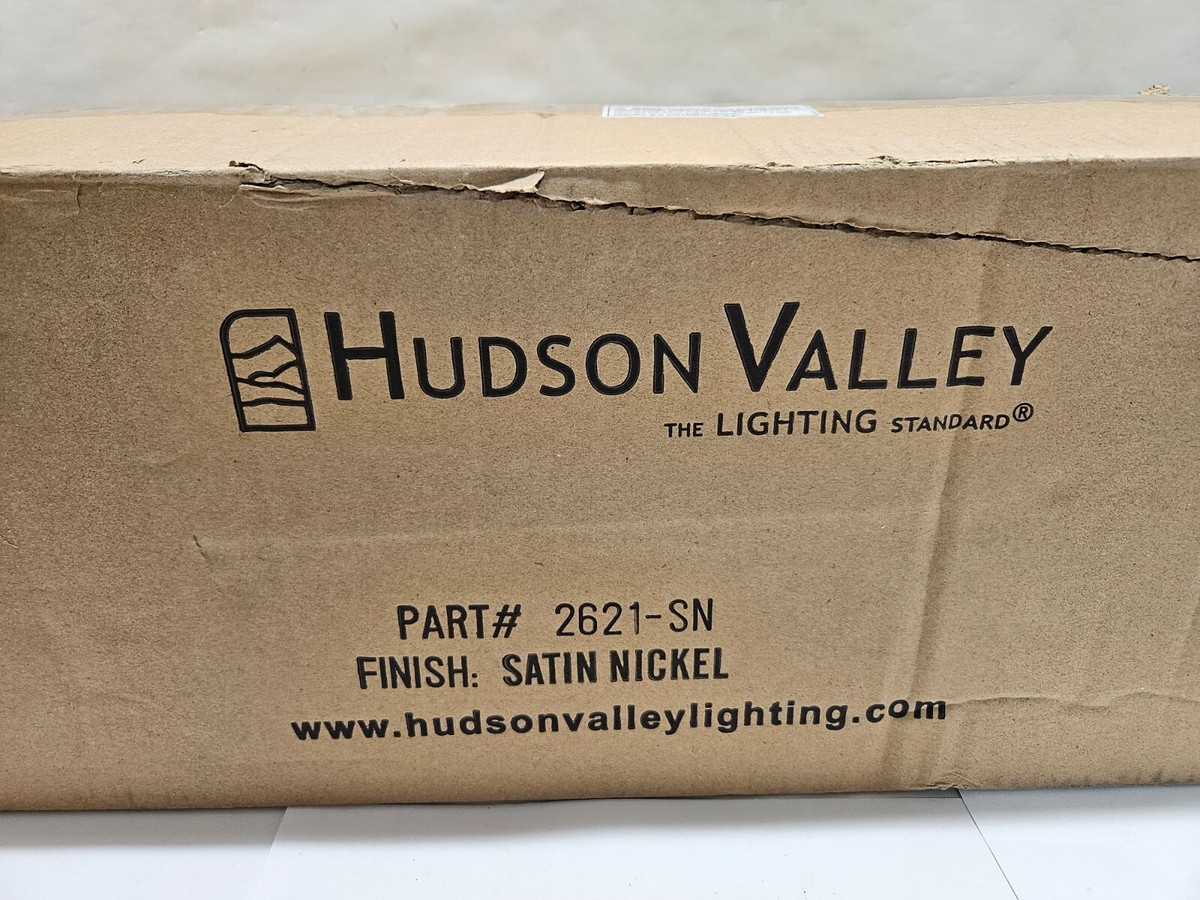 HUDSON VALLEY
THE LIGHTING STANDARD®
PART# 2621-SN
FINISH: SATIN NICKEL
www.hudsonvalleylighting.com